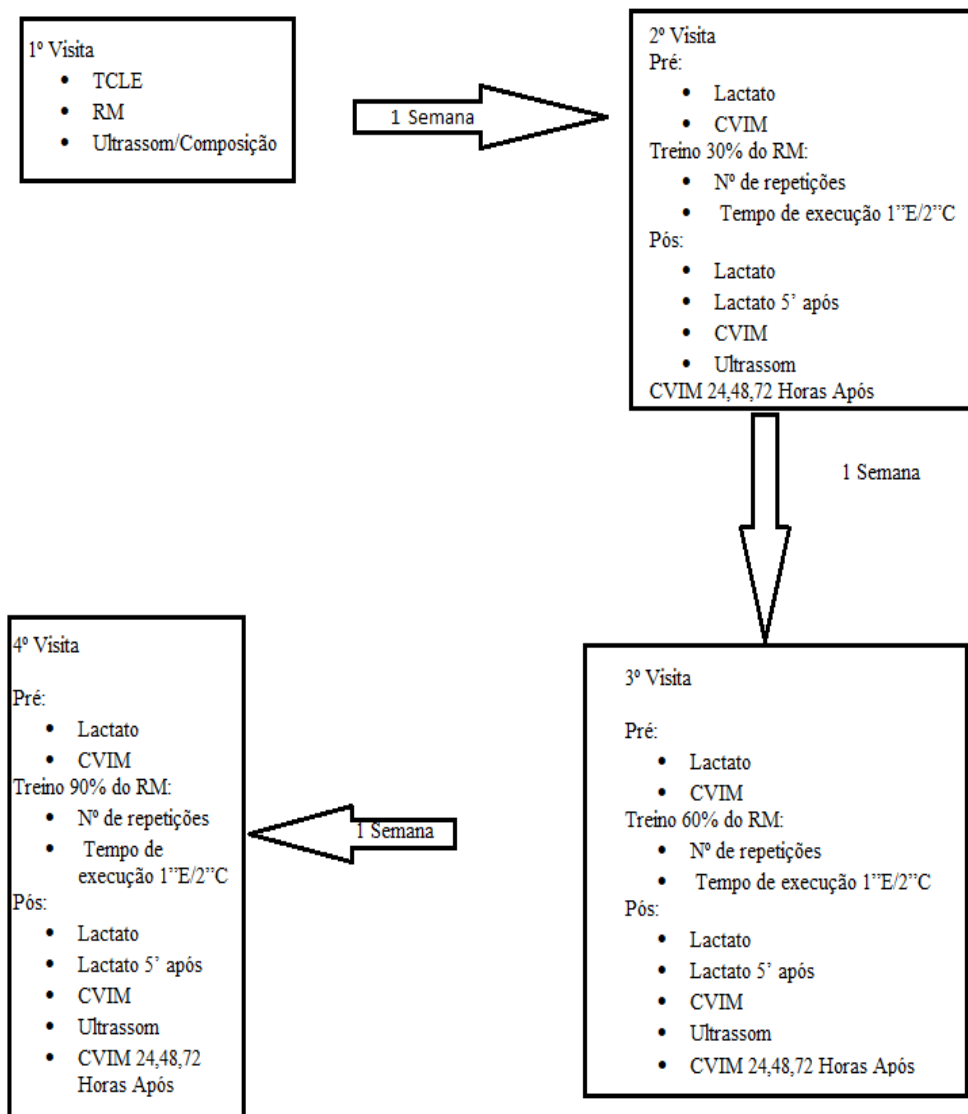 1º Visita
• TCLE
• RM
• Ultrassom/Composição
1 Semana
2º Visita
Pré:
• Lactato
• CVIM
Treino 30% do RM:
• Nº de repetições
• Tempo de execução 1”E/2”C
Pós:
• Lactato
• Lactato 5’ após
• CVIM
• Ultrassom
CVIM 24,48,72 Horas Após
1 Semana
3º Visita
Pré:
• Lactato
• CVIM
Treino 60% do RM:
• Nº de repetições
• Tempo de execução 1”E/2”C
Pós:
• Lactato
• Lactato 5’ após
• CVIM
• Ultrassom
• CVIM 24,48,72 Horas Após
1 Semana
4º Visita
Pré:
• Lactato
• CVIM
Treino 90% do RM:
• Nº de repetições
• Tempo de
execução 1”E/2”C
Pós:
• Lactato
• Lactato 5’ após
• CVIM
• Ultrassom
• CVIM 24,48,72
Horas Após